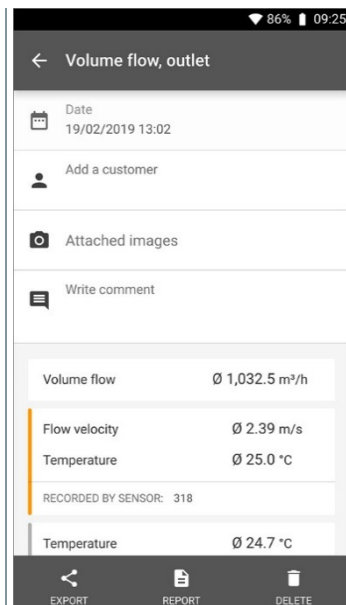 86% 09:25
Volume flow, outlet
Date
19/02/2019 13:02
Add a customer
Attached images
Write comment
Volume flow Ø 1,032.5 m³/h
Flow velocity Ø 2.39 m/s
Temperature Ø 25.0 °C
RECORDED BY SENSOR: 318
Temperature Ø 24.7 °C
EXPORT REPORT DELETE